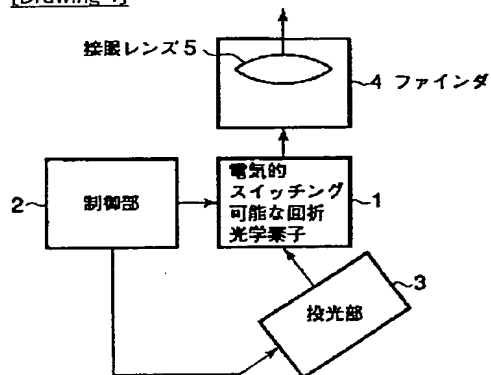 接眼レンズ 5
4 ファインダ
2
制御部
電気的
スイッチング
可能な回折
光学素子
1
3
投光部